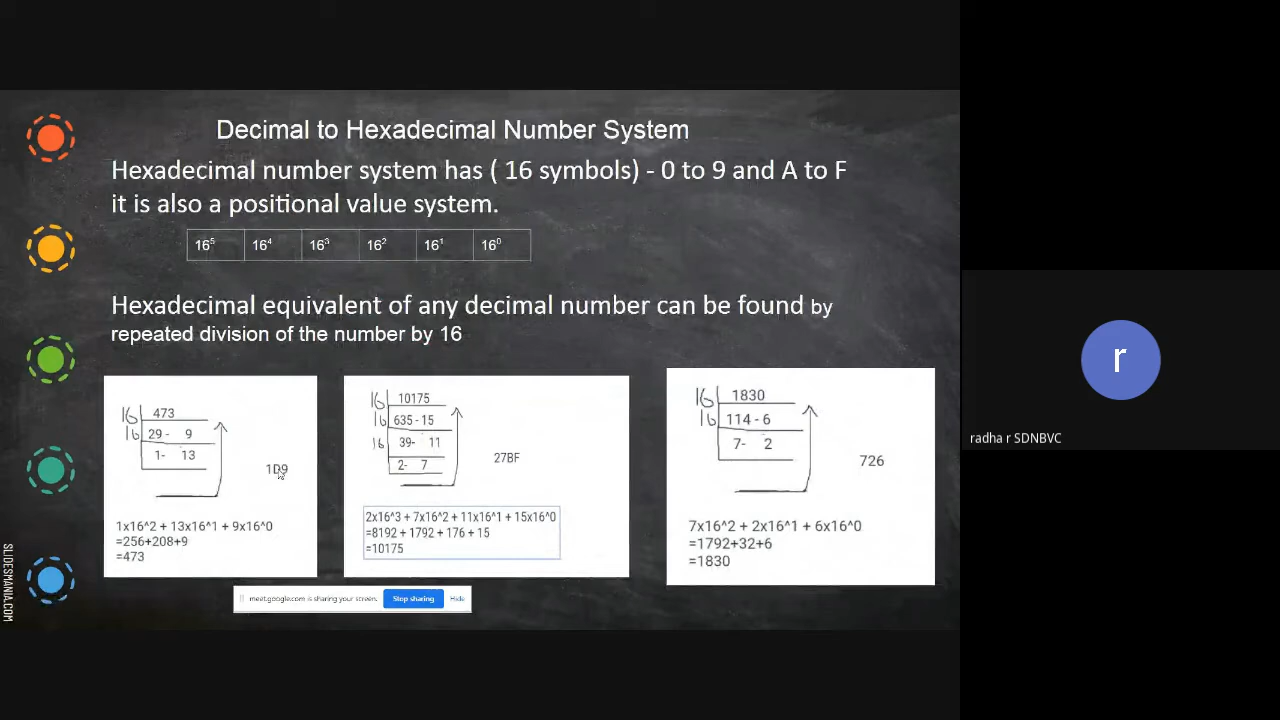 Decimal to Hexadecimal Number System
Hexadecimal number system has ( 16 symbols) - 0 to 9 and A to F
it is also a positional value system.
16⁵ 16⁴ 16³ 16² 16¹ 16⁰
Hexadecimal equivalent of any decimal number can be found by
repeated division of the number by 16
16 473
16 29 - 9
1- 13
1D9
1x16^2 + 13x16^1 + 9x16^0
=256+208+9
=473
16 10175
16 635 - 15
16 39- 11
2- 7
27BF
2x16^3 + 7x16^2 + 11x16^1 + 15x16^0
=8192 + 1792 + 176 + 15
=10175
16 1830
16 114 - 6
7- 2
726
7x16^2 + 2x16^1 + 6x16^0
=1792+32+6
=1830
meet.google.com is sharing your screen. Stop sharing Hide
SLIDESMANIA.COM
r
radha r SDNBVC